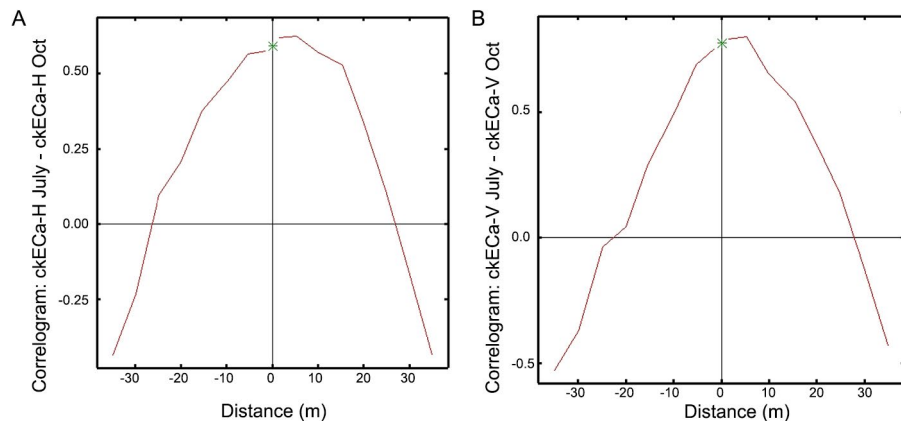 A
Correlogram: ckECa-H July - ckECa-H Oct
0.50
0.25
0.00
-0.25
-30 -20 -10 0 10 20 30
Distance (m)
B
Correlogram: ckECa-V July - ckECa-V Oct
0.5
0.0
-0.5
-30 -20 -10 0 10 20 30
Distance (m)